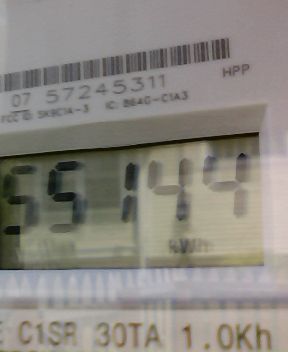 HPP
07 57245311
FCC ID: SK9C1A-3 IC: 864G-C1A3
55144
kWh
E C1SR 30TA 1.0Kh